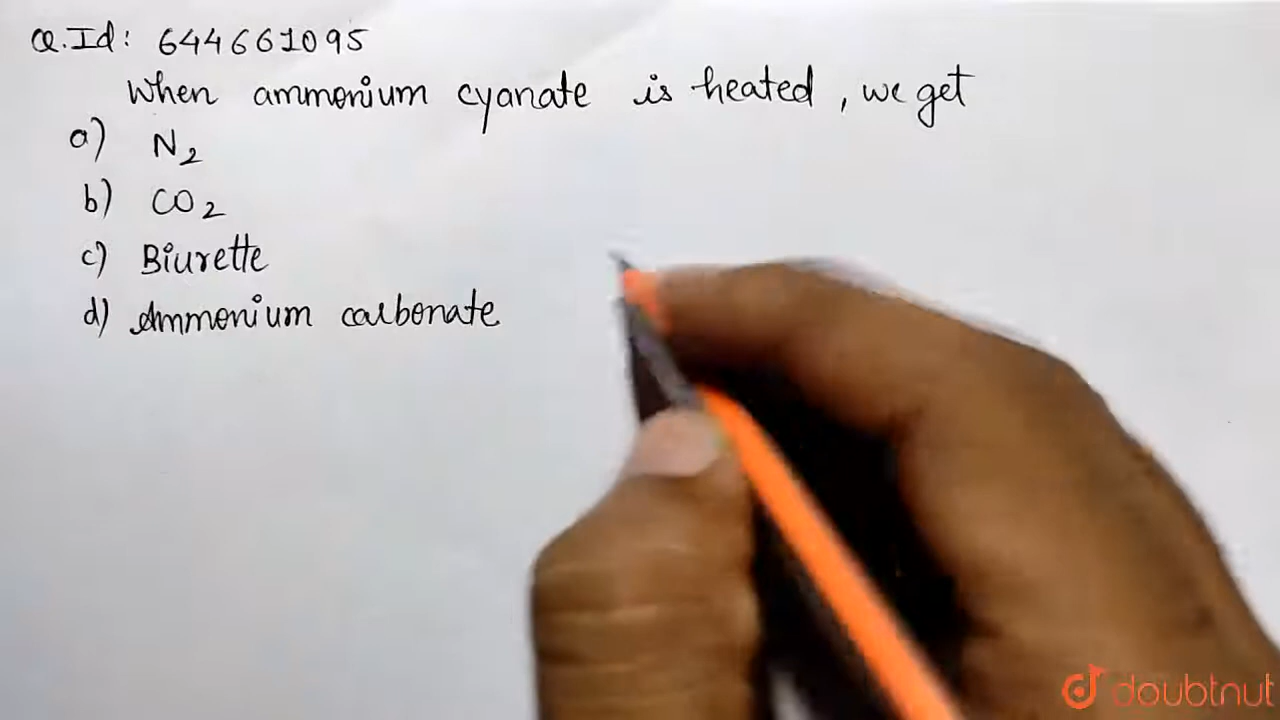 Q.Id: 644661095
When ammonium cyanate is heated, we get
a) N2
b) CO2
c) Biurette
d) Ammonium carbonate
doubtnut